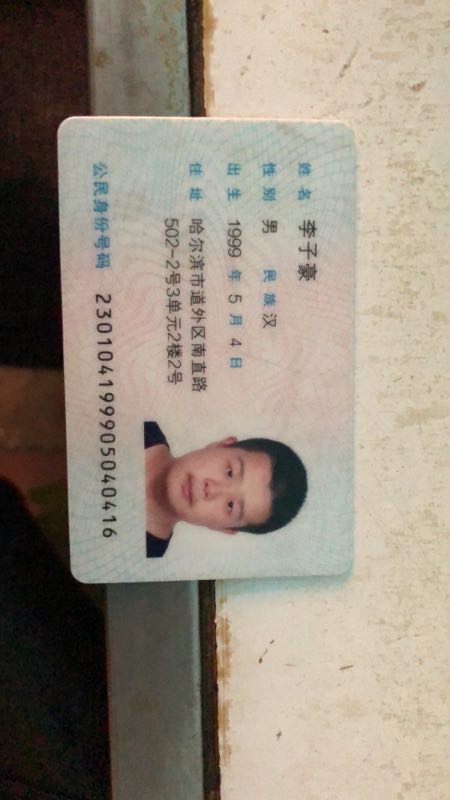 姓名 李子豪
性别 男 民族 汉
出生 1999 年 5 月 4 日
住址 哈尔滨市道外区南直路
502-2号3单元2楼2号
公民身份号码 230104199905040416